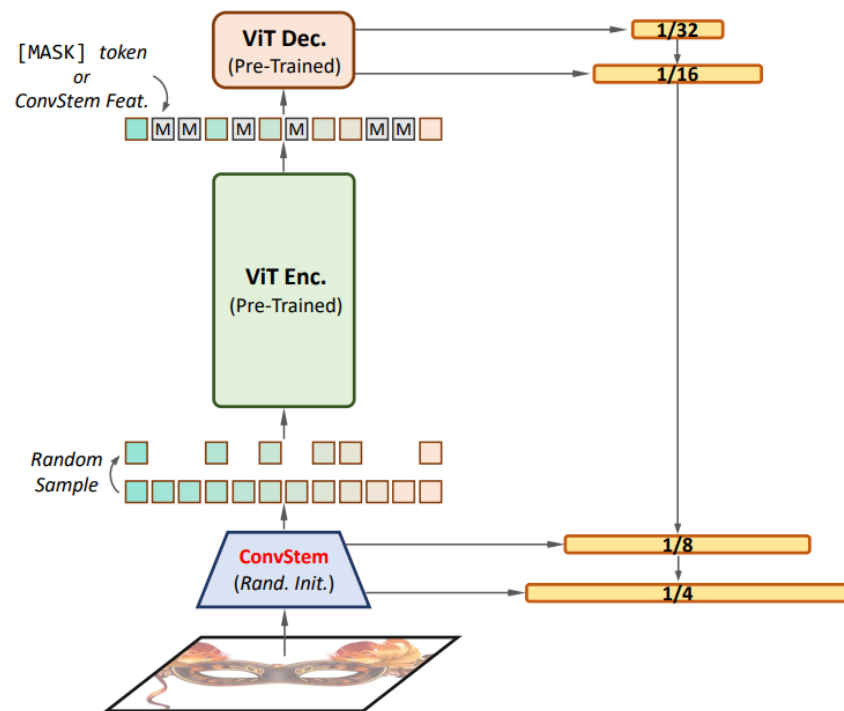 ViT Dec.
(Pre-Trained)
1/32
1/16
[MASK] token
or
ConvStem Feat.
M M M M M M
ViT Enc.
(Pre-Trained)
Random
Sample
ConvStem
(Rand. Init.)
1/8
1/4